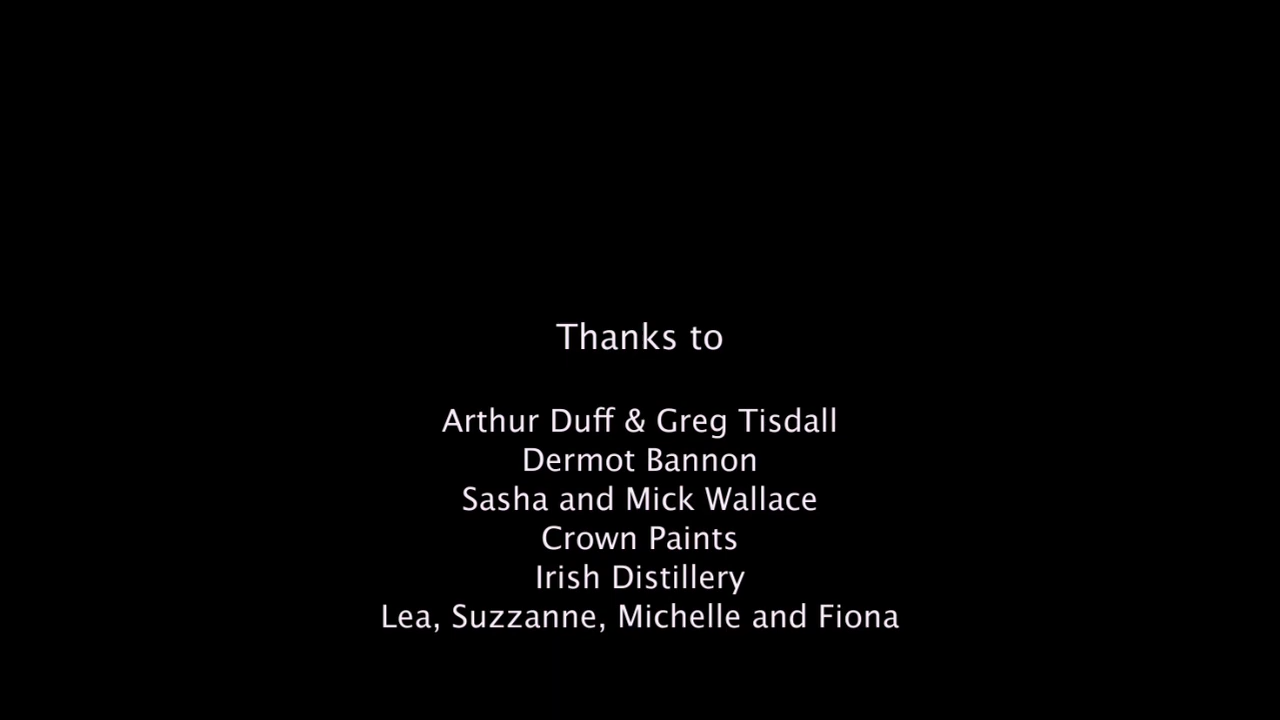 Thanks to
Arthur Duff & Greg Tisdall
Dermot Bannon
Sasha and Mick Wallace
Crown Paints
Irish Distillery
Lea, Suzzanne, Michelle and Fiona